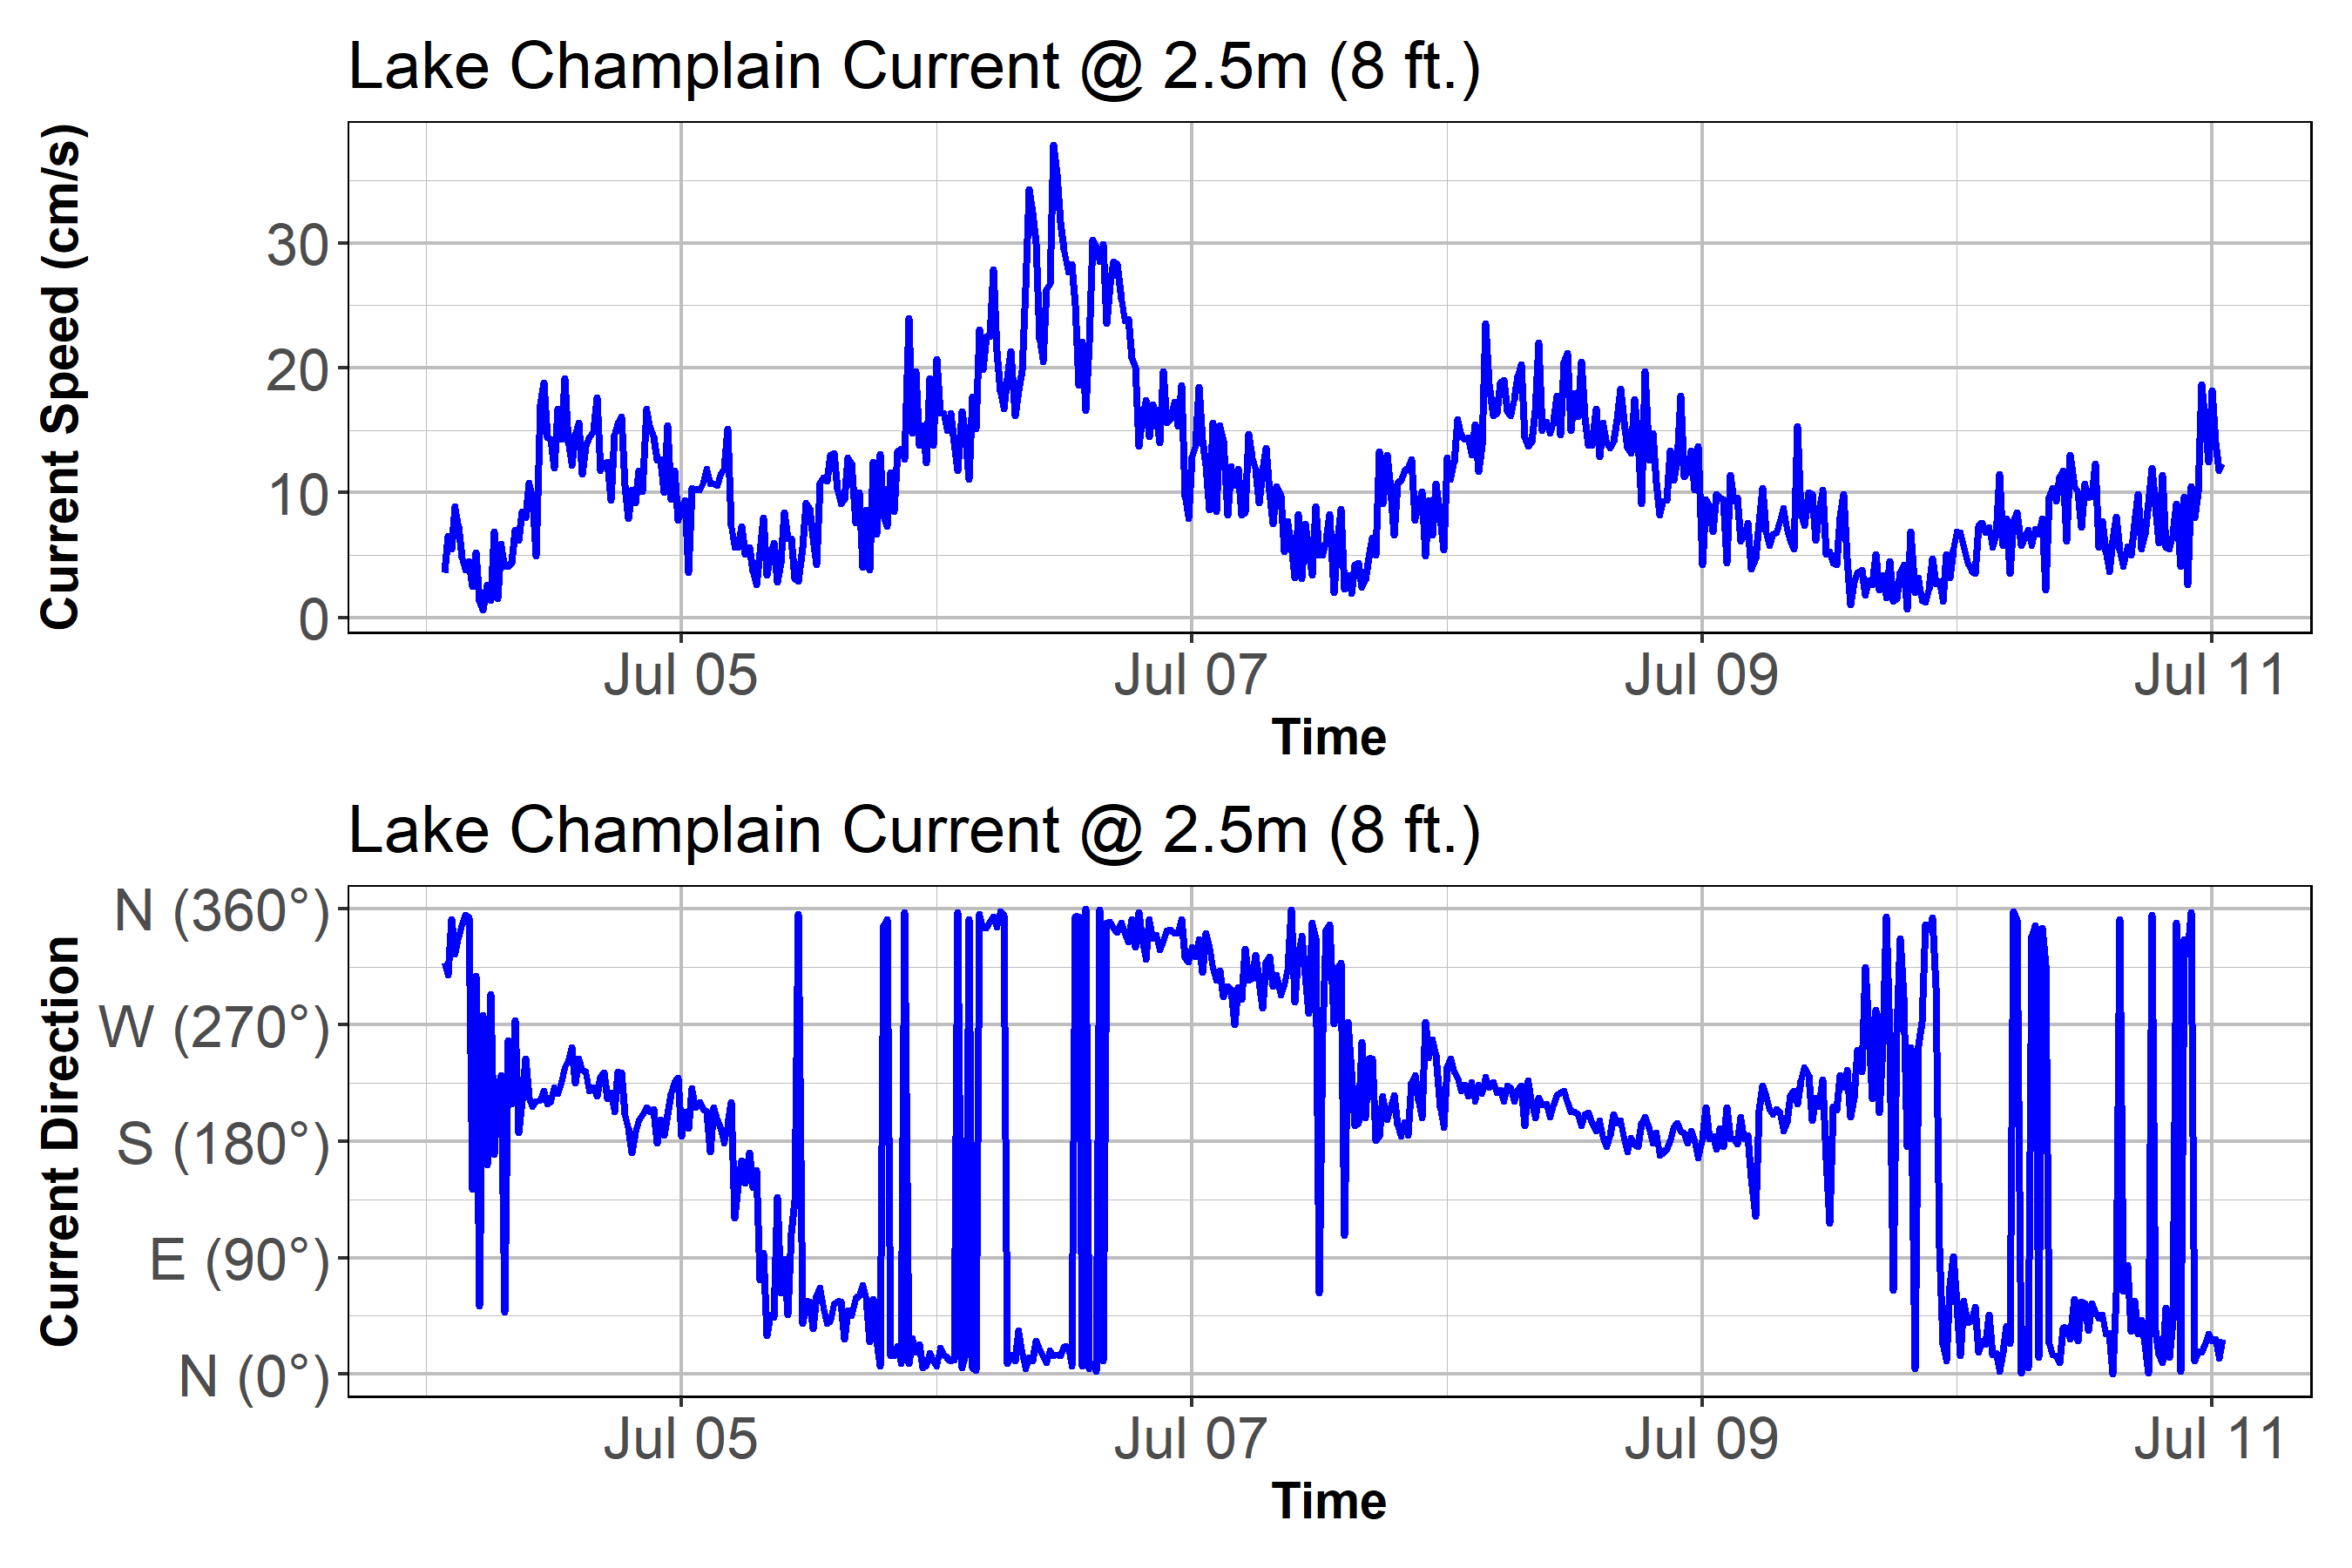 Lake Champlain Current @ 2.5m (8 ft.)
Current Speed (cm/s)
30
20
10
0
Jul 05 Jul 07 Jul 09 Jul 11
Time
Lake Champlain Current @ 2.5m (8 ft.)
Current Direction
N (360°)
W (270°)
S (180°)
E (90°)
N (0°)
Jul 05 Jul 07 Jul 09 Jul 11
Time